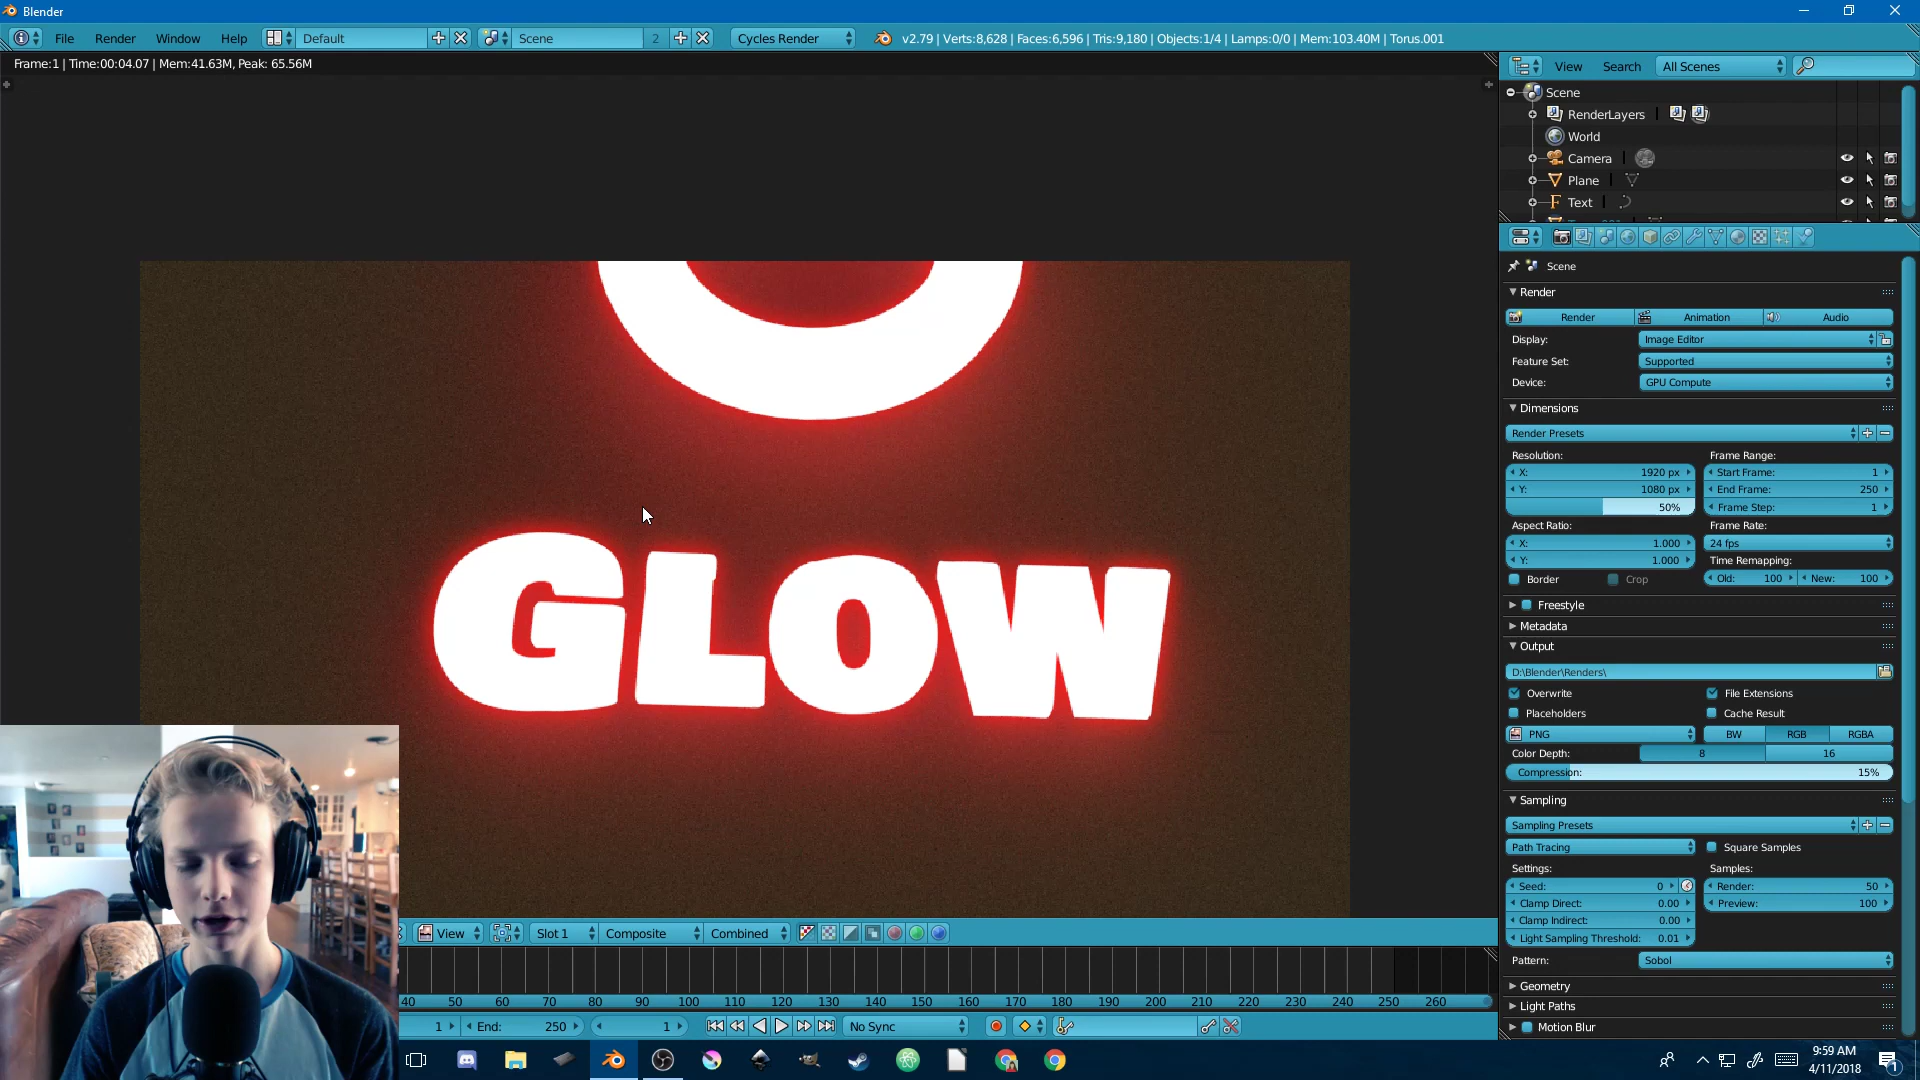 Blender
File Render Window Help Default Scene 2 Cycles Render v2.79 | Verts:8,628 | Faces:6,596 | Tris:9,180 | Objects:1/4 | Lamps:0/0 | Mem:103.40M | Torus.001
Frame:1 | Time:00:04.07 | Mem:41.63M, Peak: 65.56M
View Search All Scenes
Scene
RenderLayers
World
Camera
Plane
Text
Scene
Render
Render Animation Audio
Display: Image Editor
Feature Set: Supported
Device: GPU Compute
Dimensions
Render Presets
Resolution: Frame Range:
X: 1920 px Start Frame: 1
Y: 1080 px End Frame: 250
50% Frame Step: 1
Aspect Ratio: Frame Rate:
X: 1.000 24 fps
Y: 1.000 Time Remapping:
Border Crop Old: 100 New: 100
Freestyle
Metadata
Output
D:\Blender\Renders\
Overwrite File Extensions
Placeholders Cache Result
PNG BW RGB RGBA
Color Depth: 8 16
Compression: 15%
Sampling
Sampling Presets
Path Tracing Square Samples
Settings: Samples:
Seed: 0 Render: 50
Clamp Direct: 0.00 Preview: 100
Clamp Indirect: 0.00
Light Sampling Threshold: 0.01
Pattern: Sobol
Geometry
Light Paths
Motion Blur
GLOW
View Slot 1 Composite Combined
40 50 60 70 80 90 100 110 120 130 140 150 160 170 180 190 200 210 220 230 240 250 260
1 End: 250 1 No Sync
9:59 AM
4/11/2018
1